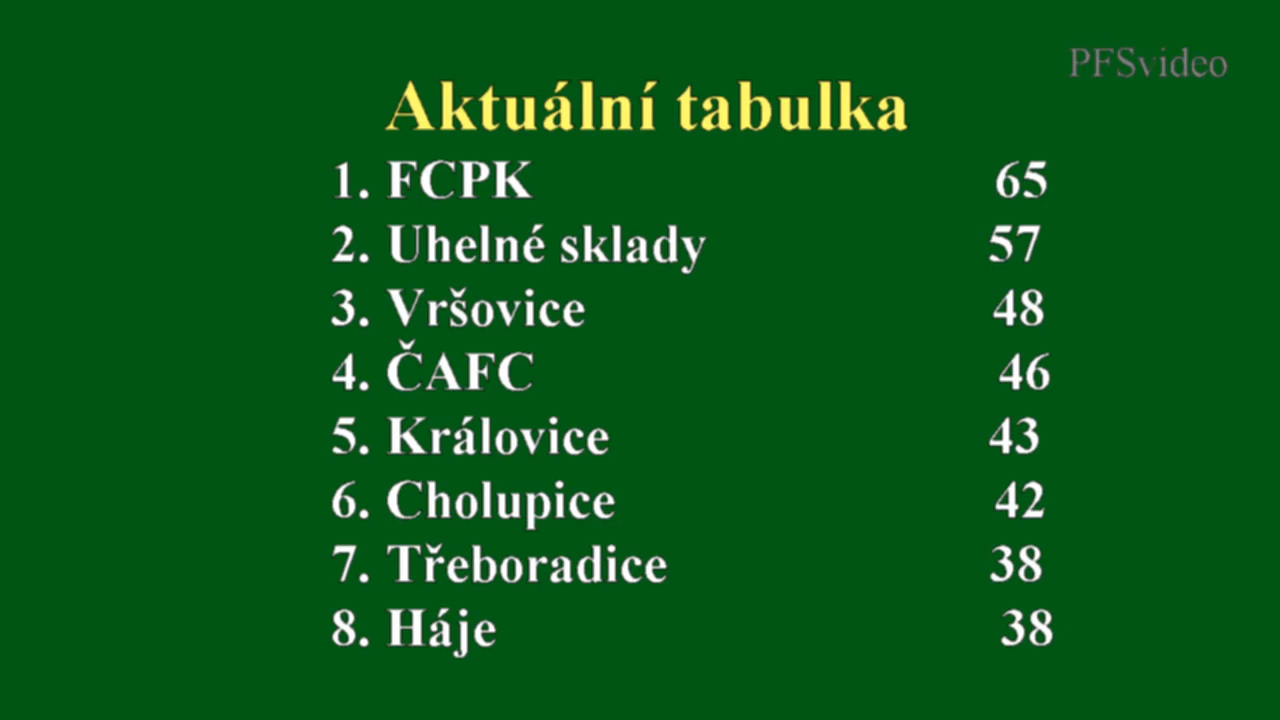 PFSvideo
Aktuální tabulka
1. FCPK 65
2. Uhelné sklady 57
3. Vršovice 48
4. ČAFC 46
5. Královice 43
6. Cholupice 42
7. Třeboradice 38
8. Háje 38